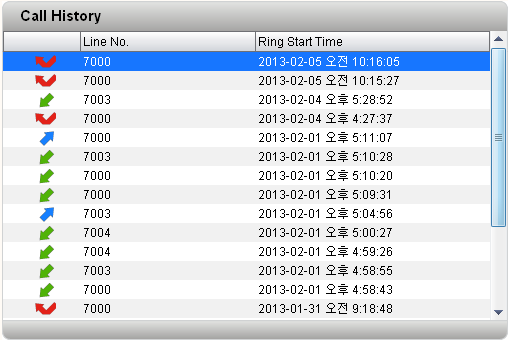 Call History
Line No. Ring Start Time
7000 2013-02-05 오전 10:16:05
7000 2013-02-05 오전 10:15:27
7003 2013-02-04 오후 5:28:52
7000 2013-02-04 오후 4:27:37
7000 2013-02-01 오후 5:11:07
7003 2013-02-01 오후 5:10:28
7000 2013-02-01 오후 5:10:20
7000 2013-02-01 오후 5:09:31
7003 2013-02-01 오후 5:04:56
7004 2013-02-01 오후 5:00:27
7004 2013-02-01 오후 4:59:26
7003 2013-02-01 오후 4:58:55
7000 2013-02-01 오후 4:58:43
7000 2013-01-31 오전 9:18:48